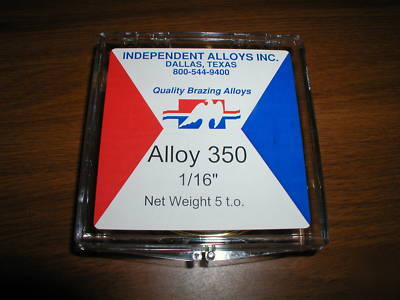 INDEPENDENT ALLOYS INC.
DALLAS, TEXAS
800-544-9400
Quality Brazing Alloys
Alloy 350
1/16"
Net Weight 5 t.o.